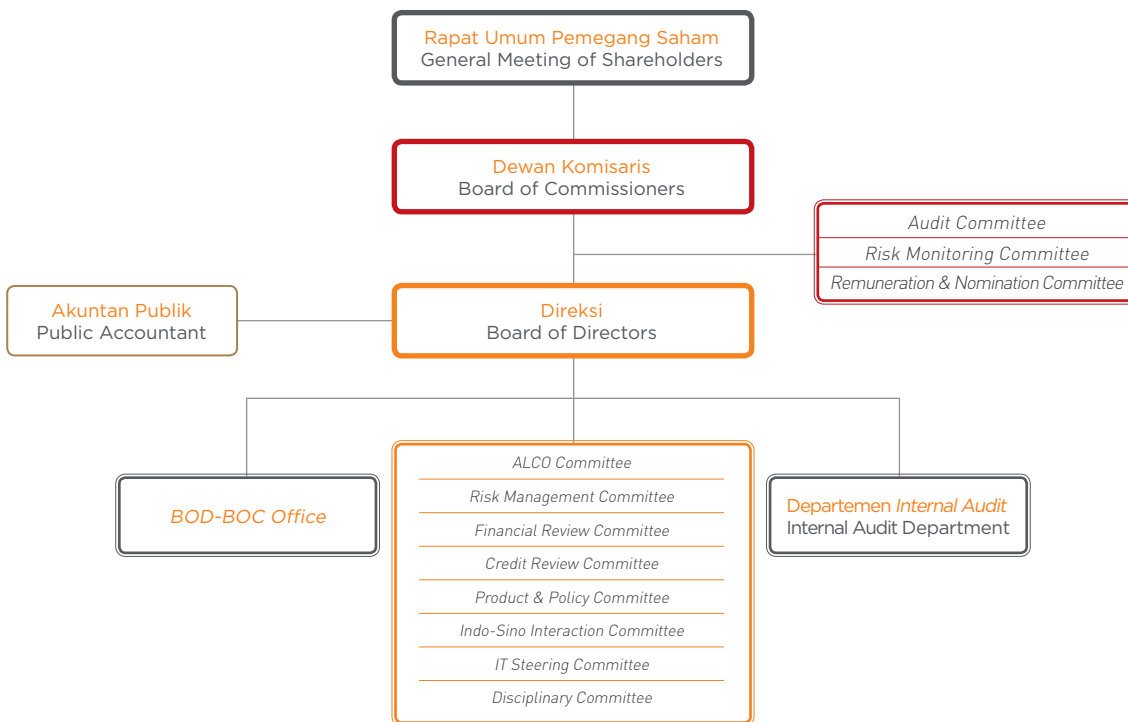 Rapat Umum Pemegang Saham
General Meeting of Shareholders
Dewan Komisaris
Board of Commissioners
Audit Committee
Risk Monitoring Committee
Remuneration & Nomination Committee
Akuntan Publik
Public Accountant
Direksi
Board of Directors
BOD-BOC Office
ALCO Committee
Risk Management Committee
Financial Review Committee
Credit Review Committee
Product & Policy Committee
Indo-Sino Interaction Committee
IT Steering Committee
Disciplinary Committee
Departemen Internal Audit
Internal Audit Department